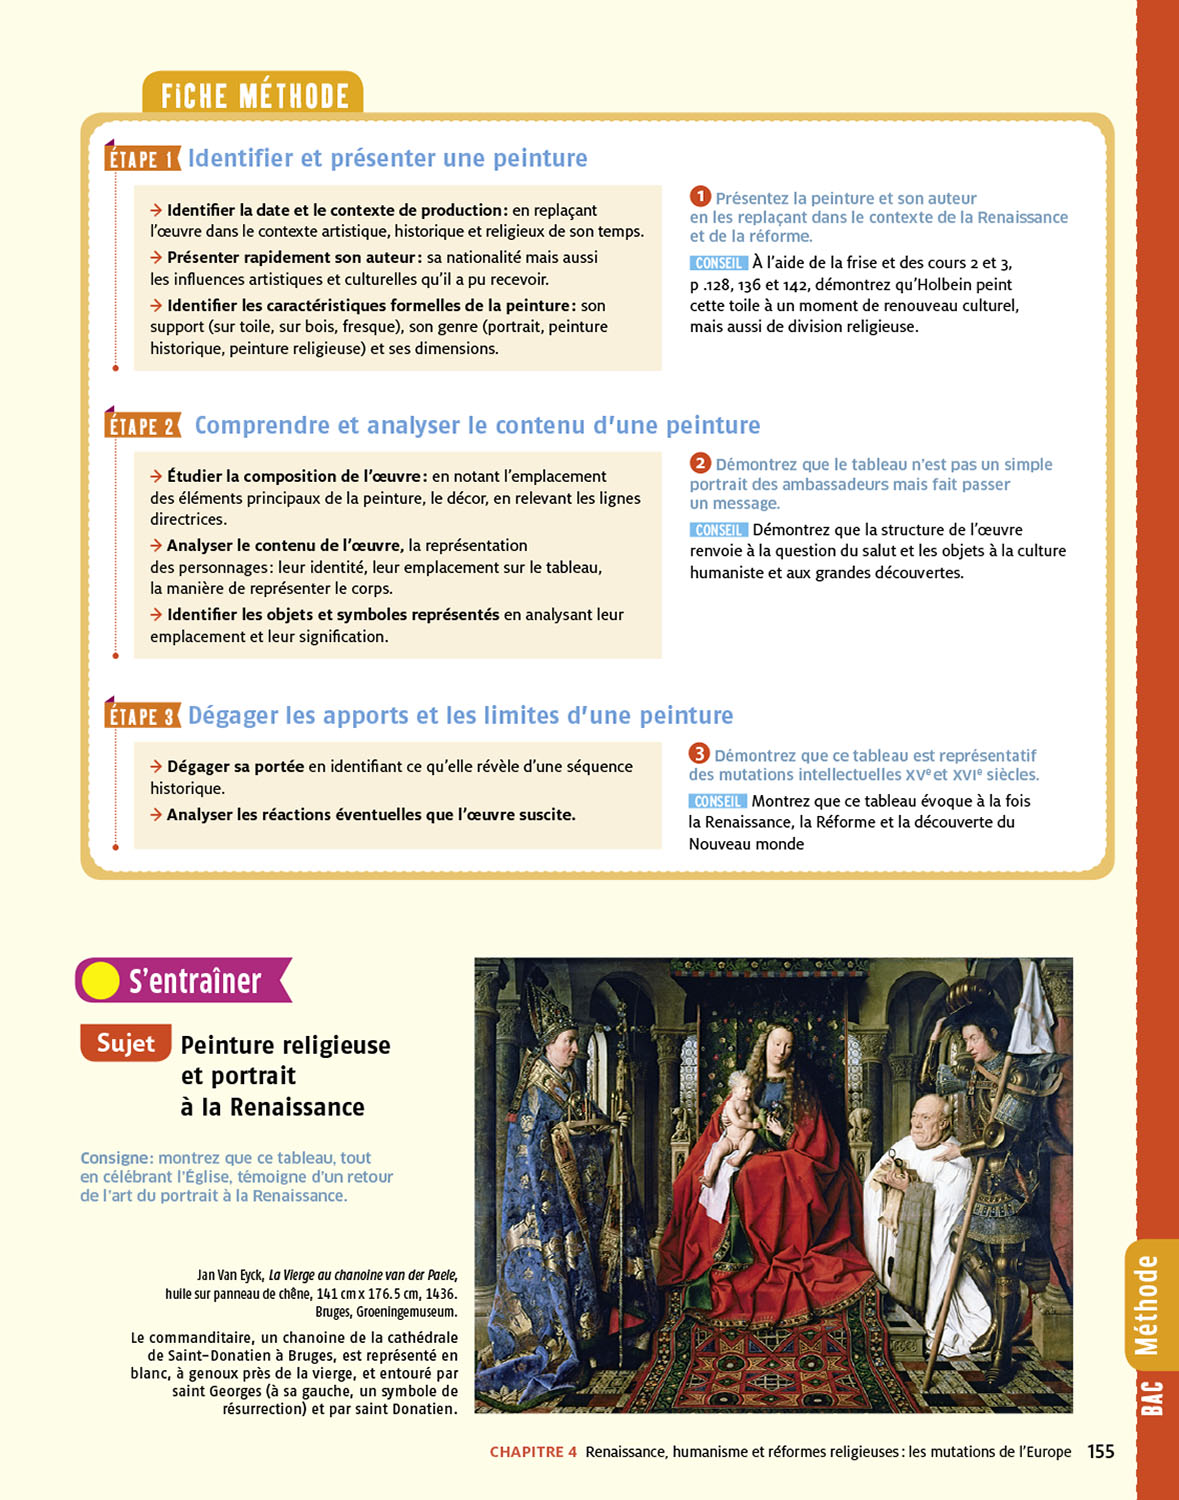 FICHE MÉTHODE
ÉTAPE 1 Identifier et présenter une peinture
→ Identifier la date et le contexte de production : en replaçant
l'œuvre dans le contexte artistique, historique et religieux de son temps.
→ Présenter rapidement son auteur : sa nationalité mais aussi
les influences artistiques et culturelles qu'il a pu recevoir.
→ Identifier les caractéristiques formelles de la peinture : son
support (sur toile, sur bois, fresque), son genre (portrait, peinture
historique, peinture religieuse) et ses dimensions.
1 Présentez la peinture et son auteur
en les replaçant dans le contexte de la Renaissance
et de la réforme.
CONSEIL À l'aide de la frise et des cours 2 et 3,
p .128, 136 et 142, démontrez qu'Holbein peint
cette toile à un moment de renouveau culturel,
mais aussi de division religieuse.
ÉTAPE 2 Comprendre et analyser le contenu d'une peinture
→ Étudier la composition de l'œuvre : en notant l'emplacement
des éléments principaux de la peinture, le décor, en relevant les lignes
directrices.
→ Analyser le contenu de l'œuvre, la représentation
des personnages : leur identité, leur emplacement sur le tableau,
la manière de représenter le corps.
→ Identifier les objets et symboles représentés en analysant leur
emplacement et leur signification.
2 Démontrez que le tableau n'est pas un simple
portrait des ambassadeurs mais fait passer
un message.
CONSEIL Démontrez que la structure de l'œuvre
renvoie à la question du salut et les objets à la culture
humaniste et aux grandes découvertes.
ÉTAPE 3 Dégager les apports et les limites d'une peinture
→ Dégager sa portée en identifiant ce qu'elle révèle d'une séquence
historique.
→ Analyser les réactions éventuelles que l'œuvre suscite.
3 Démontrez que ce tableau est représentatif
des mutations intellectuelles XVe et XVIe siècles.
CONSEIL Montrez que ce tableau évoque à la fois
la Renaissance, la Réforme et la découverte du
Nouveau monde
S'entraîner
Sujet Peinture religieuse
et portrait
à la Renaissance
Consigne : montrez que ce tableau, tout
en célébrant l'Église, témoigne d'un retour
de l'art du portrait à la Renaissance.
Jan Van Eyck, La Vierge au chanoine van der Paele,
huile sur panneau de chêne, 141 cm x 176.5 cm, 1436.
Bruges, Groeningemuseum.
Le commanditaire, un chanoine de la cathédrale
de Saint-Donatien à Bruges, est représenté en
blanc, à genoux près de la vierge, et entouré par
saint Georges (à sa gauche, un symbole de
résurrection) et par saint Donatien.
BAC Méthode
CHAPITRE 4 Renaissance, humanisme et réformes religieuses : les mutations de l'Europe 155